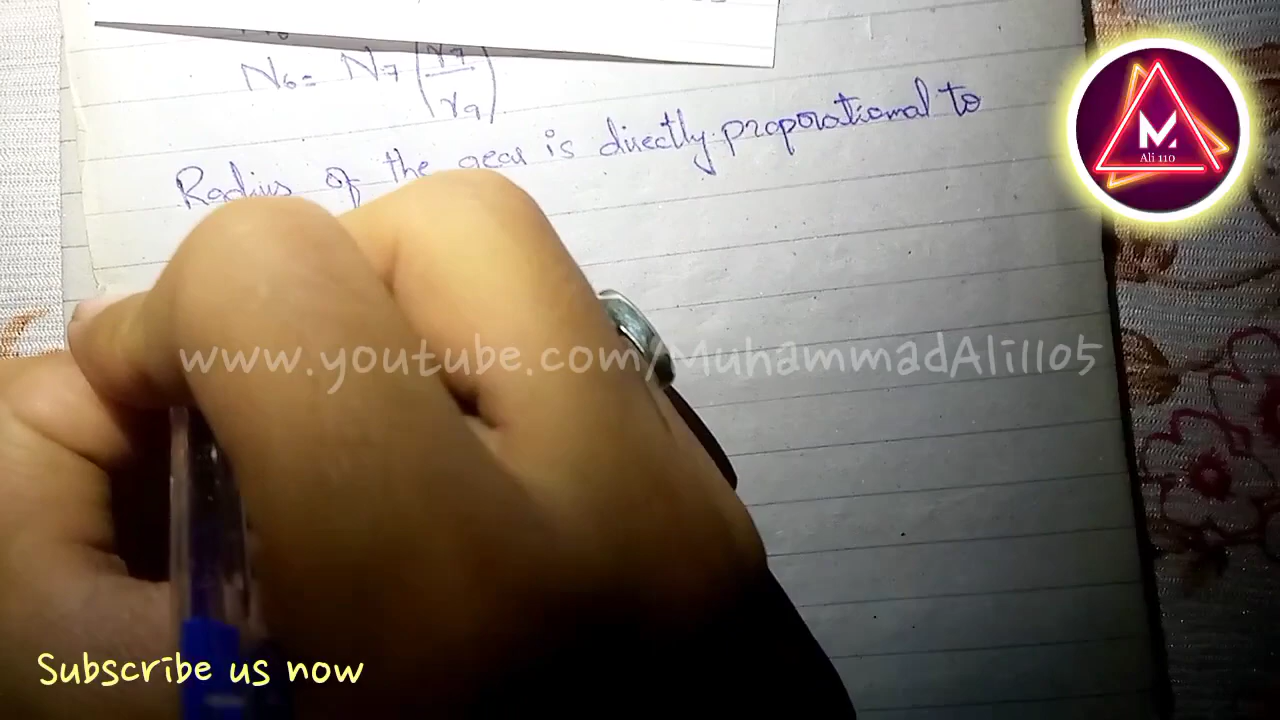 N6= N7 (r7/r9)
Radius of the gear is directly proporational to
M
Ali 110
www.youtube.com/MuhammadAli1105
Subscribe us now